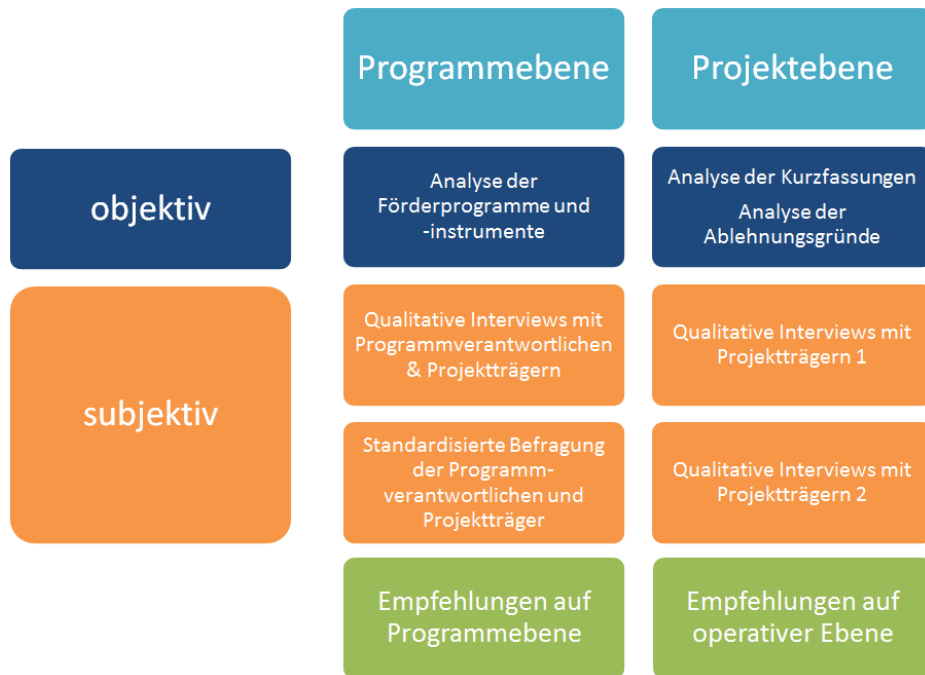 Programmebene
Projektebene
objektiv
Analyse der
Förderprogramme und
-instrumente
Analyse der Kurzfassungen
Analyse der
Ablehnungsgründe
subjektiv
Qualitative Interviews mit
Programmverantwortlichen
& Projektträgern
Qualitative Interviews mit
Projektträgern 1
Standardisierte Befragung
der Programm-
verantwortlichen und
Projektträger
Qualitative Interviews mit
Projektträgern 2
Empfehlungen auf
Programmebene
Empfehlungen auf
operativer Ebene